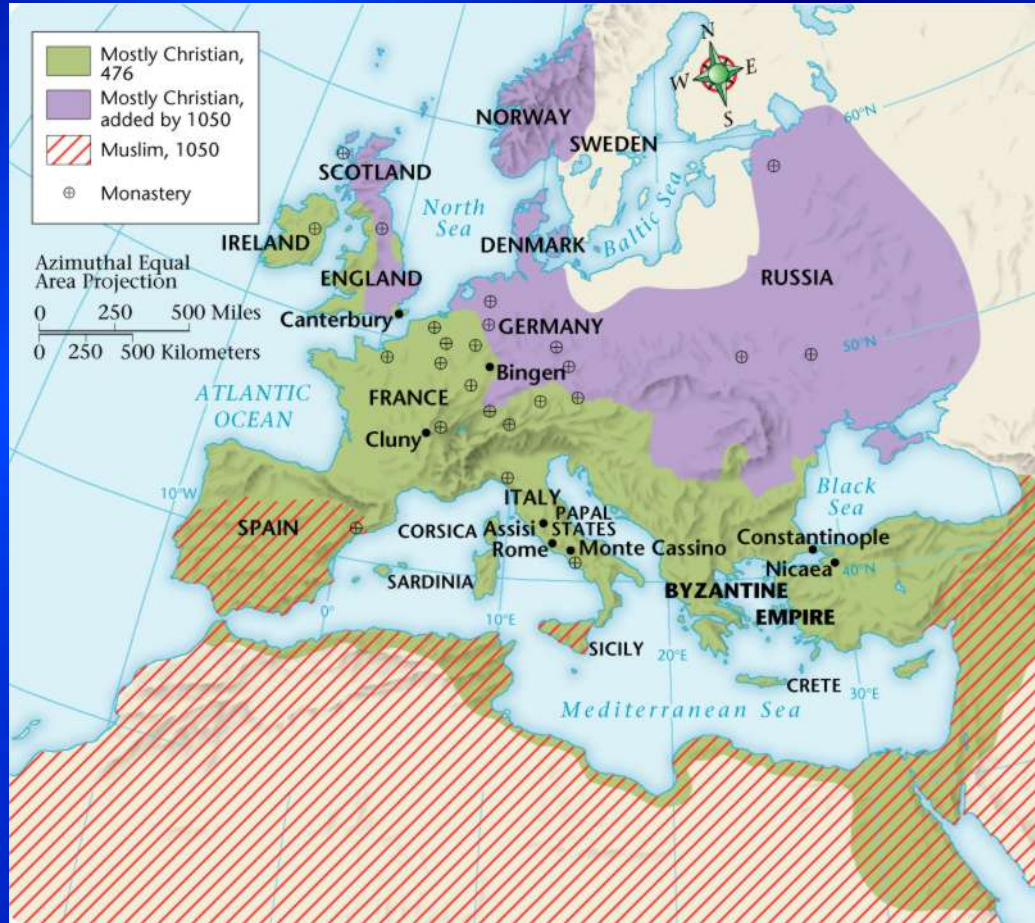 Mostly Christian,
476
Mostly Christian,
added by 1050
Muslim, 1050
Monastery
N
W
E
S
60°N
NORWAY
SWEDEN
SCOTLAND
North
Sea
Baltic Sea
IRELAND
DENMARK
Azimuthal Equal
Area Projection
0 250 500 Miles
0 250 500 Kilometers
ENGLAND
RUSSIA
Canterbury
GERMANY
50°N
Bingen
ATLANTIC
OCEAN
FRANCE
Cluny
10°W
Black
Sea
ITALY
SPAIN
CORSICA
Assisi
PAPAL
STATES
Rome
Monte Cassino
Constantinople
Nicaea
40°N
SARDINIA
BYZANTINE
EMPIRE
0°
10°E
SICILY
20°E
CRETE
30°E
Mediterranean Sea